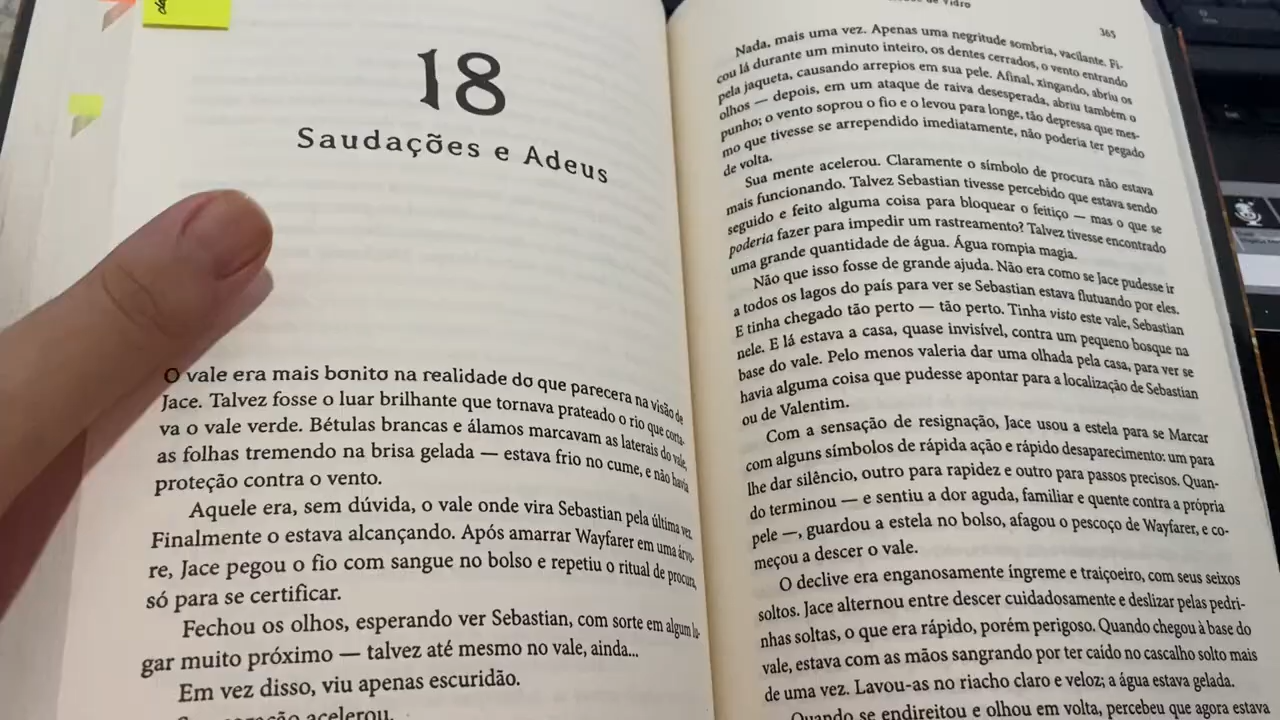 18
Saudações e Adeus
O vale era mais bonito na realidade do que parecera na visão de
Jace. Talvez fosse o luar brilhante que tornava prateado o rio que corta-
va o vale verde. Bétulas brancas e álamos marcavam as laterais do vale,
as folhas tremendo na brisa gelada — estava frio no cume, e não havia
proteção contra o vento.
Aquele era, sem dúvida, o vale onde vira Sebastian pela última vez.
Finalmente o estava alcançando. Após amarrar Wayfarer em uma árvo-
re, Jace pegou o fio com sangue no bolso e repetiu o ritual de procura,
só para se certificar.
Fechou os olhos, esperando ver Sebastian, com sorte em algum lu-
gar muito próximo — talvez até mesmo no vale, ainda...
Em vez disso, viu apenas escuridão.
coração acelerou.
de Vidro
365
Nada, mais uma vez. Apenas uma negritude sombria, vacilante. Fi-
cou lá durante um minuto inteiro, os dentes cerrados, o vento entrando
pela jaqueta, causando arrepios em sua pele. Afinal, xingando, abriu os
olhos — depois, em um ataque de raiva desesperada, abriu também o
punho; o vento soprou o fio e o levou para longe, tão depressa que mes-
mo que tivesse se arrependido imediatamente, não poderia ter pegado
de volta.
Sua mente acelerou. Claramente o símbolo de procura não estava
mais funcionando. Talvez Sebastian tivesse percebido que estava sendo
seguido e feito alguma coisa para bloquear o feitiço — mas o que se
poderia fazer para impedir um rastreamento? Talvez tivesse encontrado
uma grande quantidade de água. Água rompia magia.
Não que isso fosse de grande ajuda. Não era como se Jace pudesse ir
a todos os lagos do país para ver se Sebastian estava flutuando por eles.
E tinha chegado tão perto — tão perto. Tinha visto este vale, Sebastian
nele. E lá estava a casa, quase invisível, contra um pequeno bosque na
base do vale. Pelo menos valeria dar uma olhada pela casa, para ver se
havia alguma coisa que pudesse apontar para a localização de Sebastian
ou de Valentim.
Com a sensação de resignação, Jace usou a estela para se Marcar
com alguns símbolos de rápida ação e rápido desaparecimento: um para
lhe dar silêncio, outro para rapidez e outro para passos precisos. Quan-
do terminou — e sentiu a dor aguda, familiar e quente contra a própria
pele —, guardou a estela no bolso, afagou o pescoço de Wayfarer, e co-
meçou a descer o vale.
O declive era enganosamente íngreme e traiçoeiro, com seus seixos
soltos. Jace alternou entre descer cuidadosamente e deslizar pelas pedri-
nhas soltas, o que era rápido, porém perigoso. Quando chegou à base do
vale, estava com as mãos sangrando por ter caído no cascalho solto mais
de uma vez. Lavou-as no riacho claro e veloz; a água estava gelada.
Quando se endireitou e olhou em volta, percebeu que agora estava